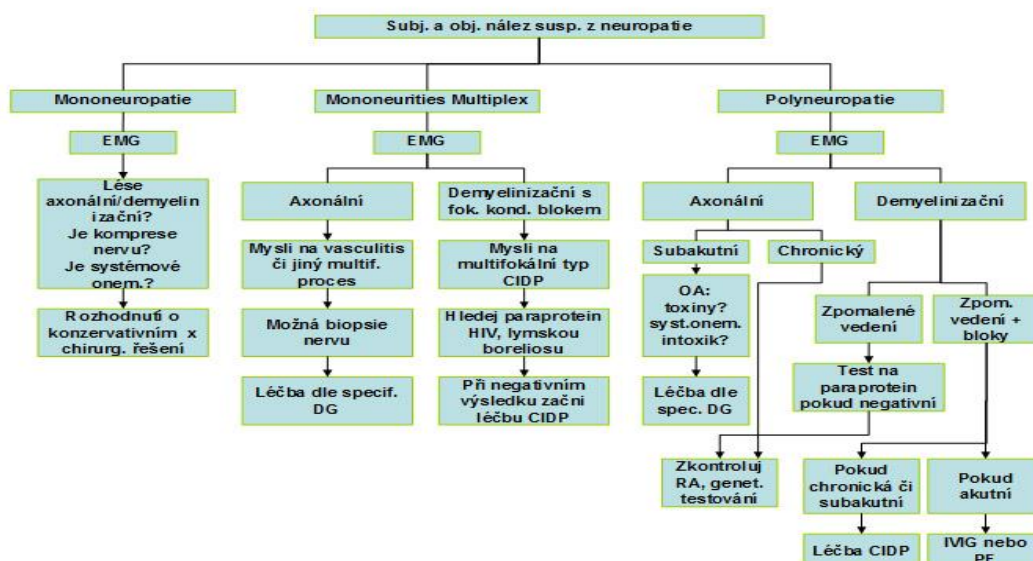 Subj. a obj. nález susp. z neuropatie
Mononeuropatie
Mononeurities Multiplex
Polyneuropatie
EMG
EMG
EMG
Lése
axonální/demyelin
izační?
Je komprese
nervu?
Je systémové
onem.?
Rozhodnutí o
konzervativním x
chirurg. řešení
Axonální
Mysli na vasculitis
či jiný multif.
proces
Možná biopsie
nervu
Léčba dle specif.
DG
Demyelinizační s
fok. kond. blokem
Mysli na
multifokální typ
CIDP
Hledej paraprotein
HIV, lymskou
boreliosu
Při negativním
výsledku začni
léčbu CIDP
Axonální
Subakutní
Chronický
OA:
toxiny?
syst.onem.
intoxik?
Léčba dle
spec. DG
Demyelinizační
Zpomalené
vedení
Zpom.
vedení +
bloky
Test na
paraprotein
pokud negativní
Zkontroluj
RA, genet.
testování
Pokud
chronická či
subakutní
Pokud
akutní
Léčba CIDP
IVIG nebo
PE